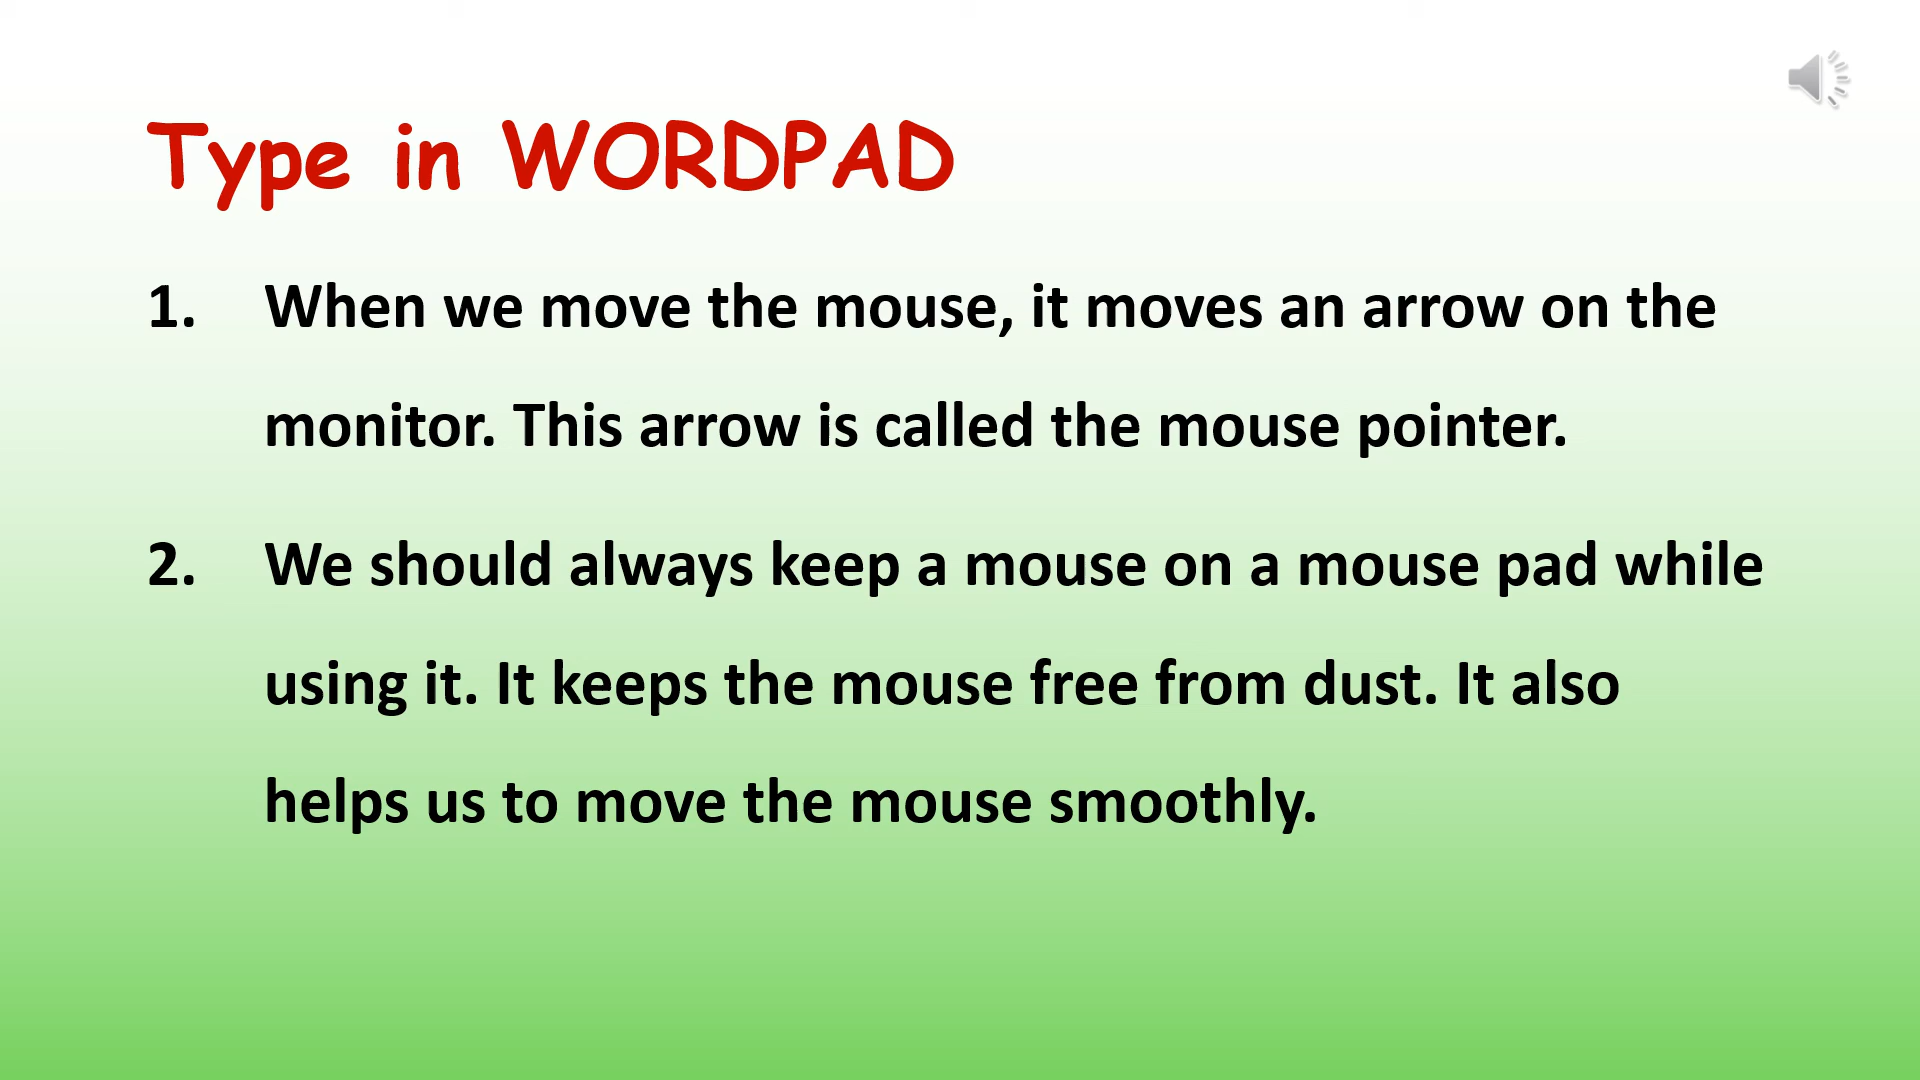 Type in WORDPAD
1. When we move the mouse, it moves an arrow on the
monitor. This arrow is called the mouse pointer.
2. We should always keep a mouse on a mouse pad while
using it. It keeps the mouse free from dust. It also
helps us to move the mouse smoothly.